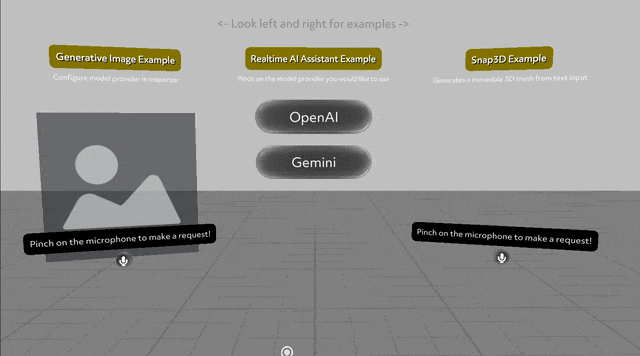 <- Look left and right for examples ->
Generative Image Example
Configure model provider in Inspector
Realtime AI Assistant Example
Pinch on the model provider you would like to use
Snap3D Example
Generates a moveable 3D mesh from text input
OpenAI
Gemini
Pinch on the microphone to make a request!
Pinch on the microphone to make a request!